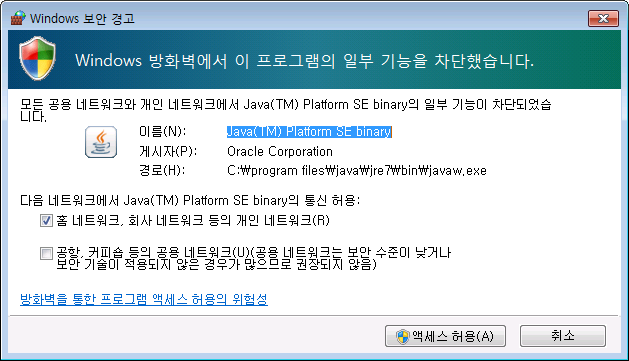 Windows 보안 경고
Windows 방화벽에서 이 프로그램의 일부 기능을 차단했습니다.
모든 공용 네트워크와 개인 네트워크에서 Java(TM) Platform SE binary의 일부 기능이 차단되었습
니다.
이름(N): Java(TM) Platform SE binary
게시자(P): Oracle Corporation
경로(H): C:₩program files₩java₩jre7₩bin₩javaw.exe
다음 네트워크에서 Java(TM) Platform SE binary의 통신 허용:
홈 네트워크, 회사 네트워크 등의 개인 네트워크(R)
공항, 커피숍 등의 공용 네트워크(U)(공용 네트워크는 보안 수준이 낮거나
보안 기술이 적용되지 않은 경우가 많으므로 권장되지 않음)
방화벽을 통한 프로그램 액세스 허용의 위험성
액세스 허용(A)
취소